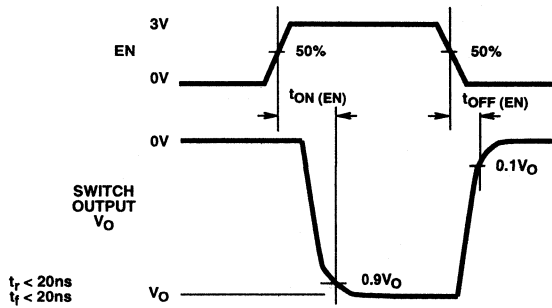 3V
EN
50%
50%
0V
tON (EN)
tOFF (EN)
0V
0.1VO
SWITCH
OUTPUT
VO
tr < 20ns
tf < 20ns
VO
0.9VO